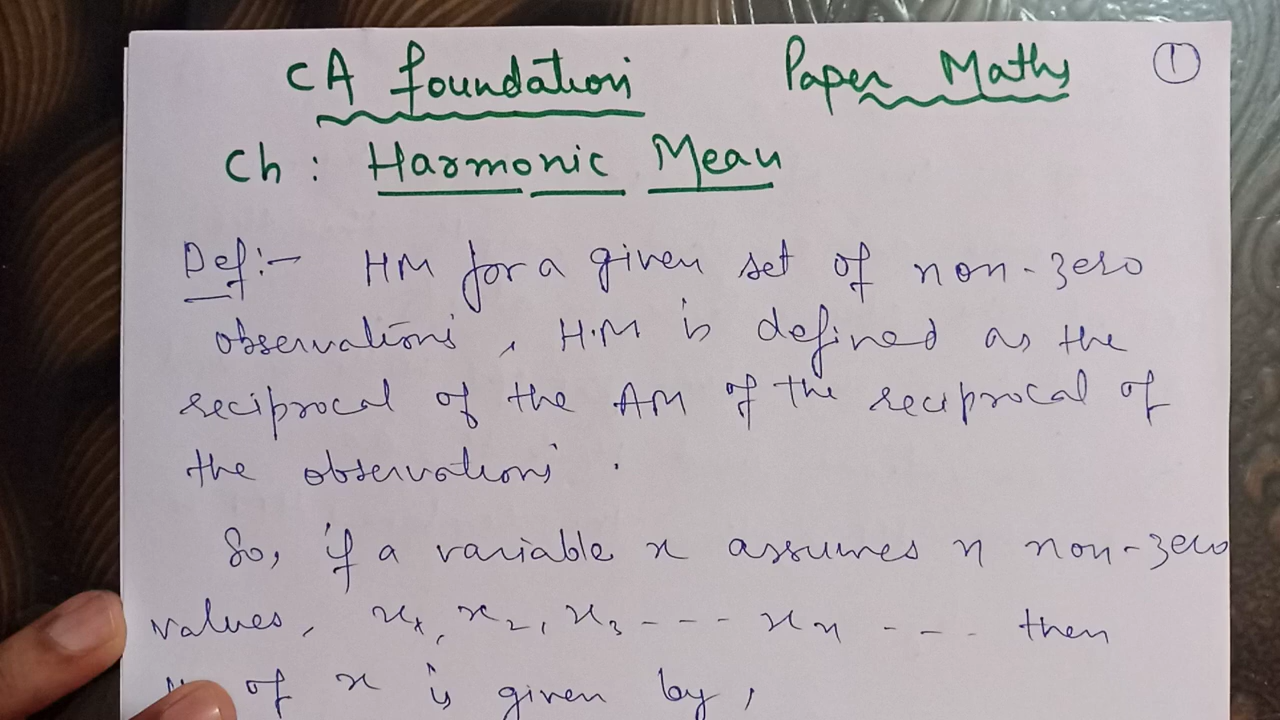 CA foundation Paper Maths 1
Ch : Harmonic Mean
Def:- HM for a given set of non-zero
observations, H.M is defined as the
reciprocal of the AM of the reciprocal of
the observations.
So, if a variable x assumes n non-zero
values, x₁, x₂, x₃ --- xn --- then
of x is given by,